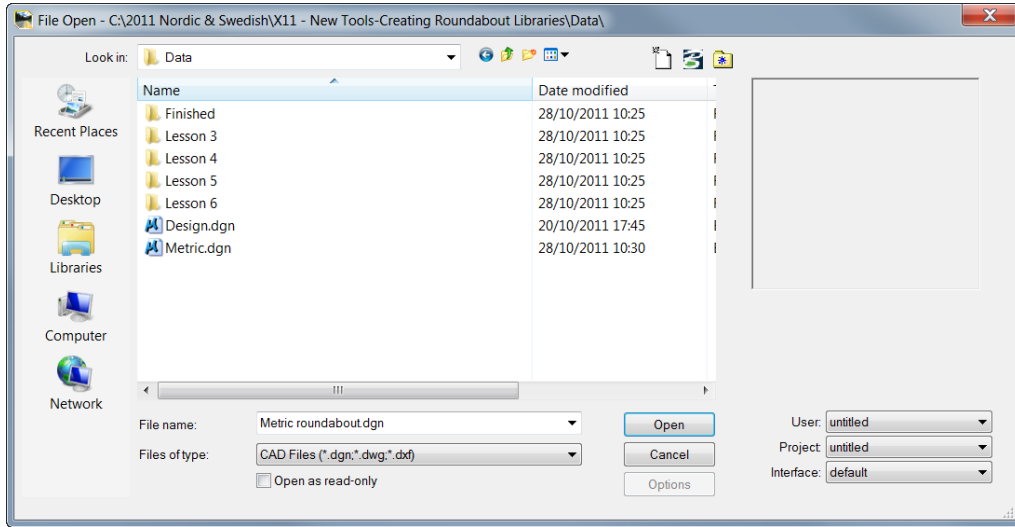 File Open - C:\2011 Nordic & Swedish\X11 - New Tools-Creating Roundabout Libraries\Data\
Look in: Data
Name Date modified
Finished 28/10/2011 10:25
Lesson 3 28/10/2011 10:25
Lesson 4 28/10/2011 10:25
Lesson 5 28/10/2011 10:25
Lesson 6 28/10/2011 10:25
Design.dgn 20/10/2011 17:45
Metric.dgn 28/10/2011 10:30
Recent Places
Desktop
Libraries
Computer
Network
File name: Metric roundabout.dgn Open
Files of type: CAD Files (*.dgn;*.dwg;*.dxf) Cancel
Open as read-only Options
User: untitled
Project: untitled
Interface: default